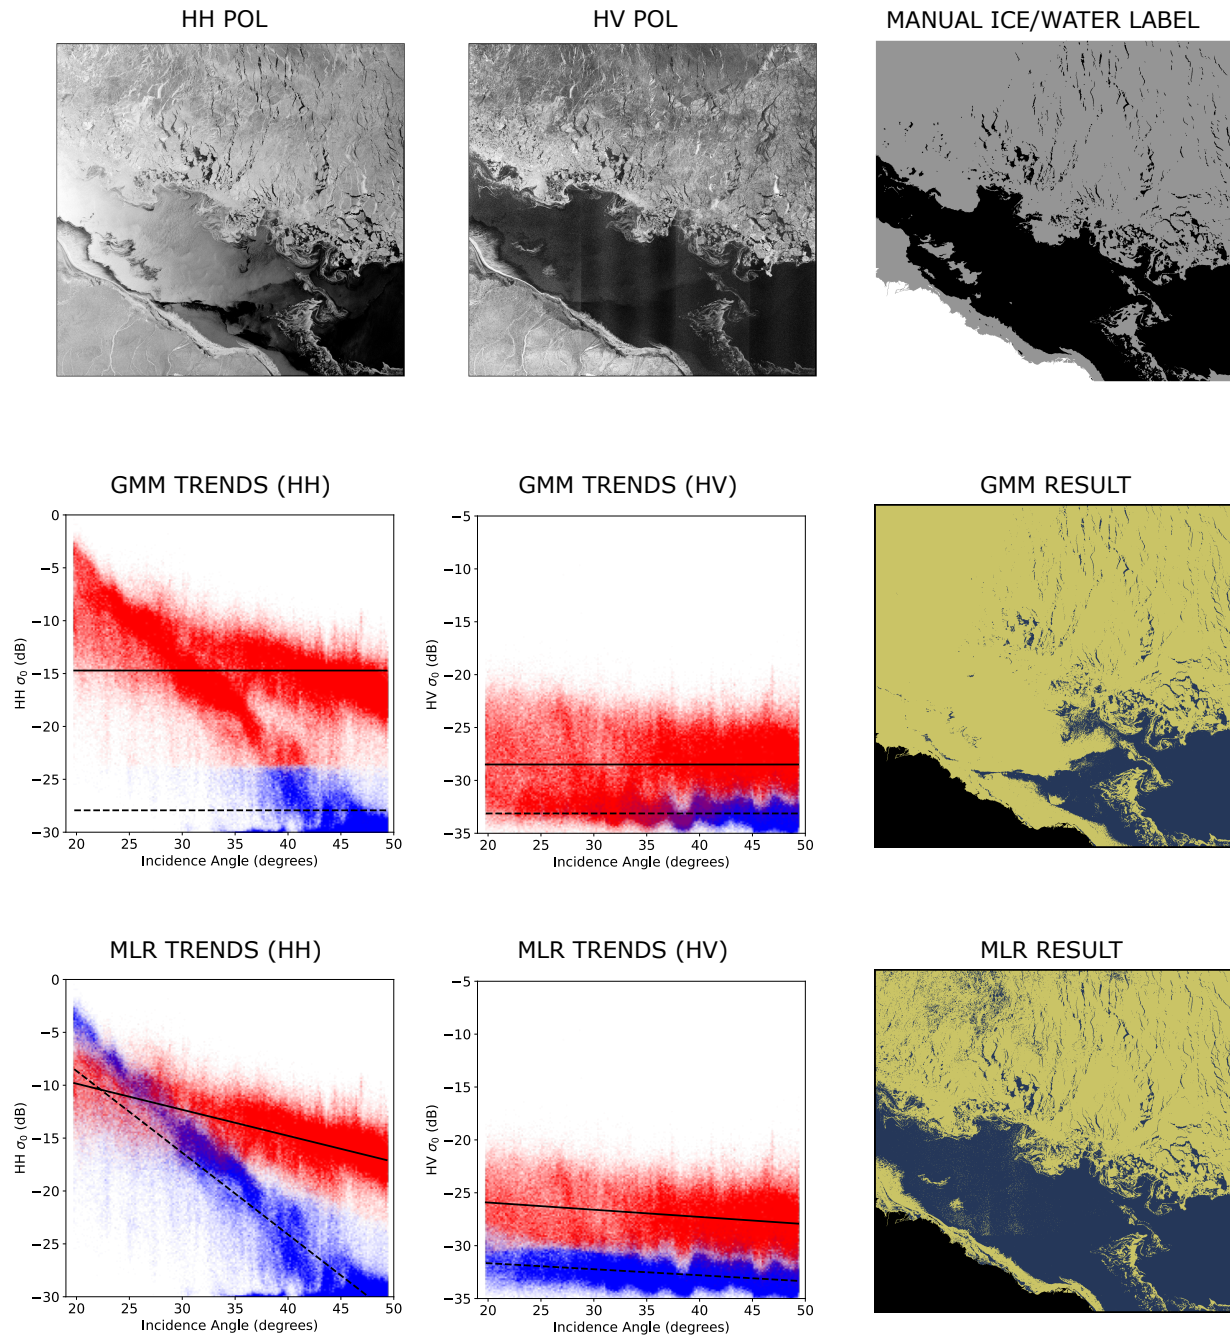 HH POL
HV POL
MANUAL ICE/WATER LABEL
GMM TRENDS (HH)
GMM TRENDS (HV)
GMM RESULT
0
−5
−10
−15
−20
−25
−30
HH σ₀ (dB)
20 25 30 35 40 45 50
Incidence Angle (degrees)
−5
−10
−15
−20
−25
−30
−35
HV σ₀ (dB)
20 25 30 35 40 45 50
Incidence Angle (degrees)
MLR TRENDS (HH)
MLR TRENDS (HV)
MLR RESULT
0
−5
−10
−15
−20
−25
−30
HH σ₀ (dB)
20 25 30 35 40 45 50
Incidence Angle (degrees)
−5
−10
−15
−20
−25
−30
−35
HV σ₀ (dB)
20 25 30 35 40 45 50
Incidence Angle (degrees)